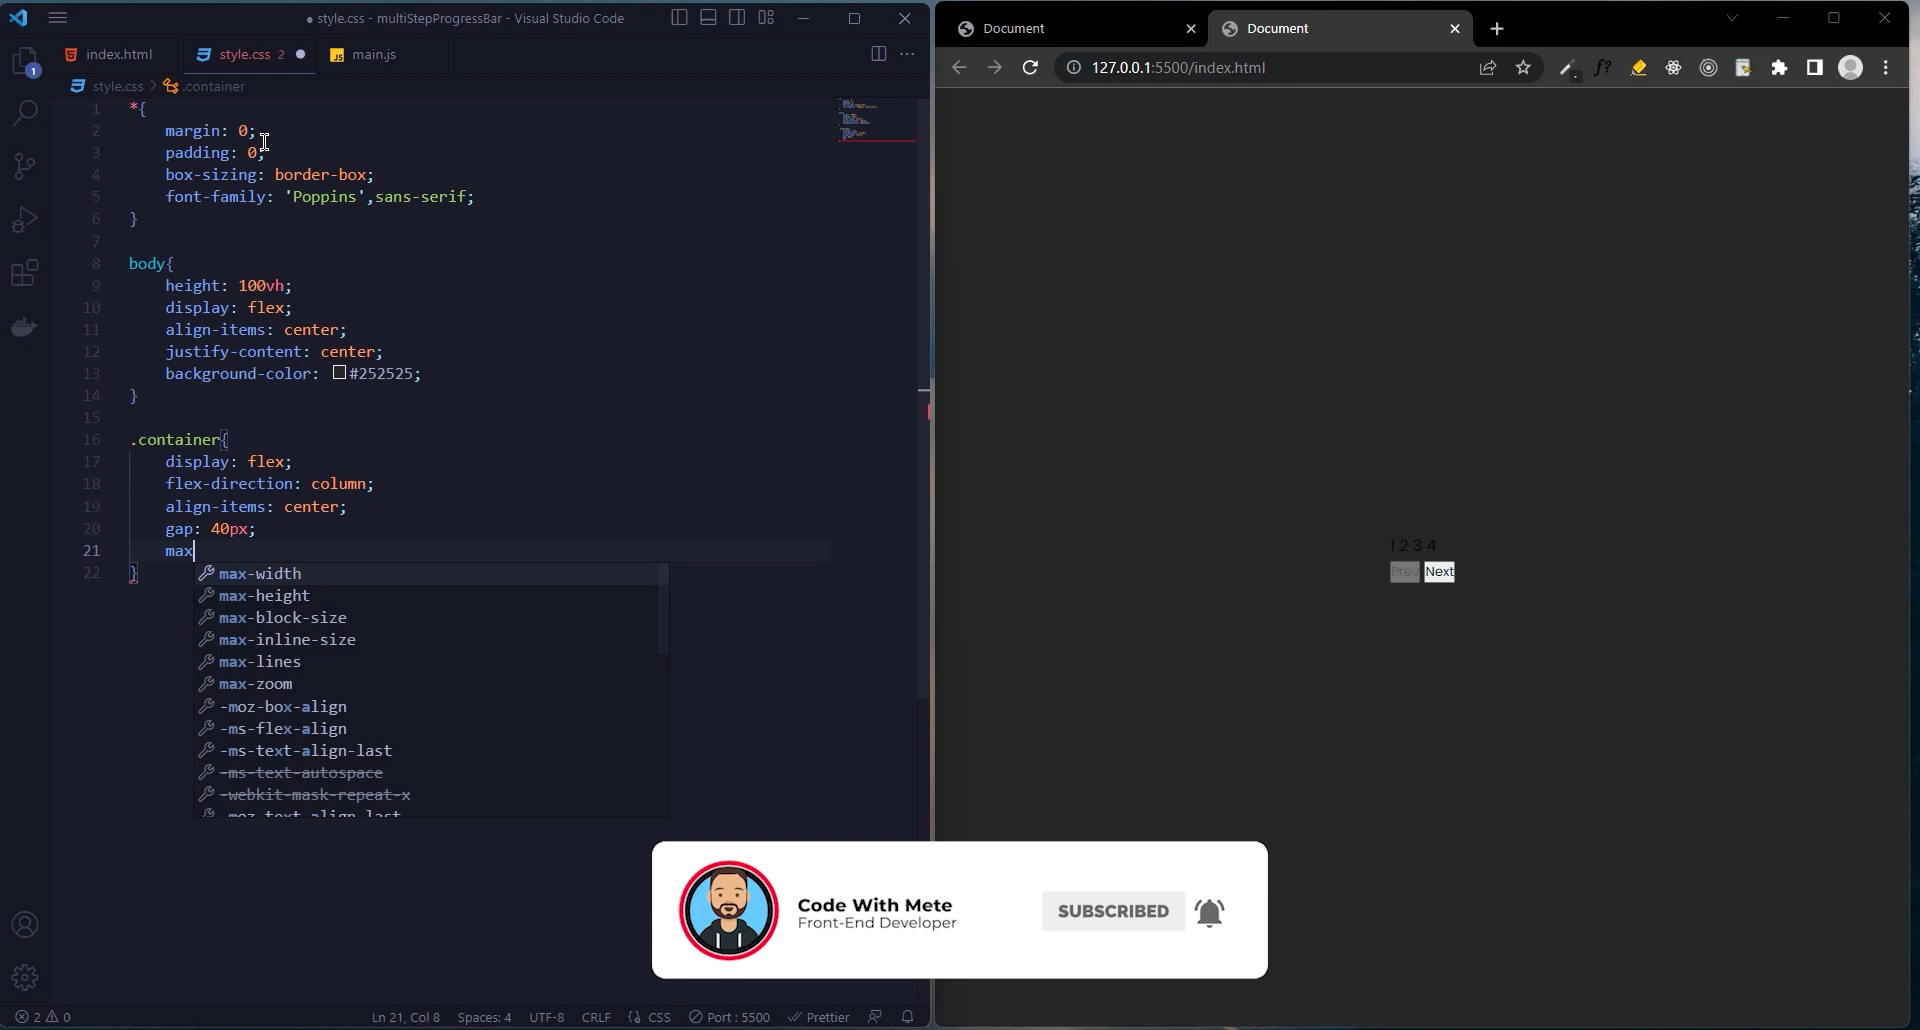 ● style.css - multiStepProgressBar - Visual Studio Code
index.html
style.css 2 ●
main.js
style.css > .container
1 *{
2 margin: 0;
3 padding: 0;
4 box-sizing: border-box;
5 font-family: 'Poppins',sans-serif;
6 }
7
8 body{
9 height: 100vh;
10 display: flex;
11 align-items: center;
12 justify-content: center;
13 background-color: #252525;
14 }
15
16 .container{
17 display: flex;
18 flex-direction: column;
19 align-items: center;
20 gap: 40px;
21 max
22 }
max-width
max-height
max-block-size
max-inline-size
max-lines
max-zoom
-moz-box-align
-ms-flex-align
-ms-text-align-last
-ms-text-autospace
-webkit-mask-repeat-x
-moz-text-align-last
1
2 0
Ln 21, Col 8 Spaces: 4 UTF-8 CRLF {} CSS Port : 5500 Prettier
Document
Document
127.0.0.1:5500/index.html
f?
1 2 3 4
Prev Next
Code With Mete
Front-End Developer
SUBSCRIBED